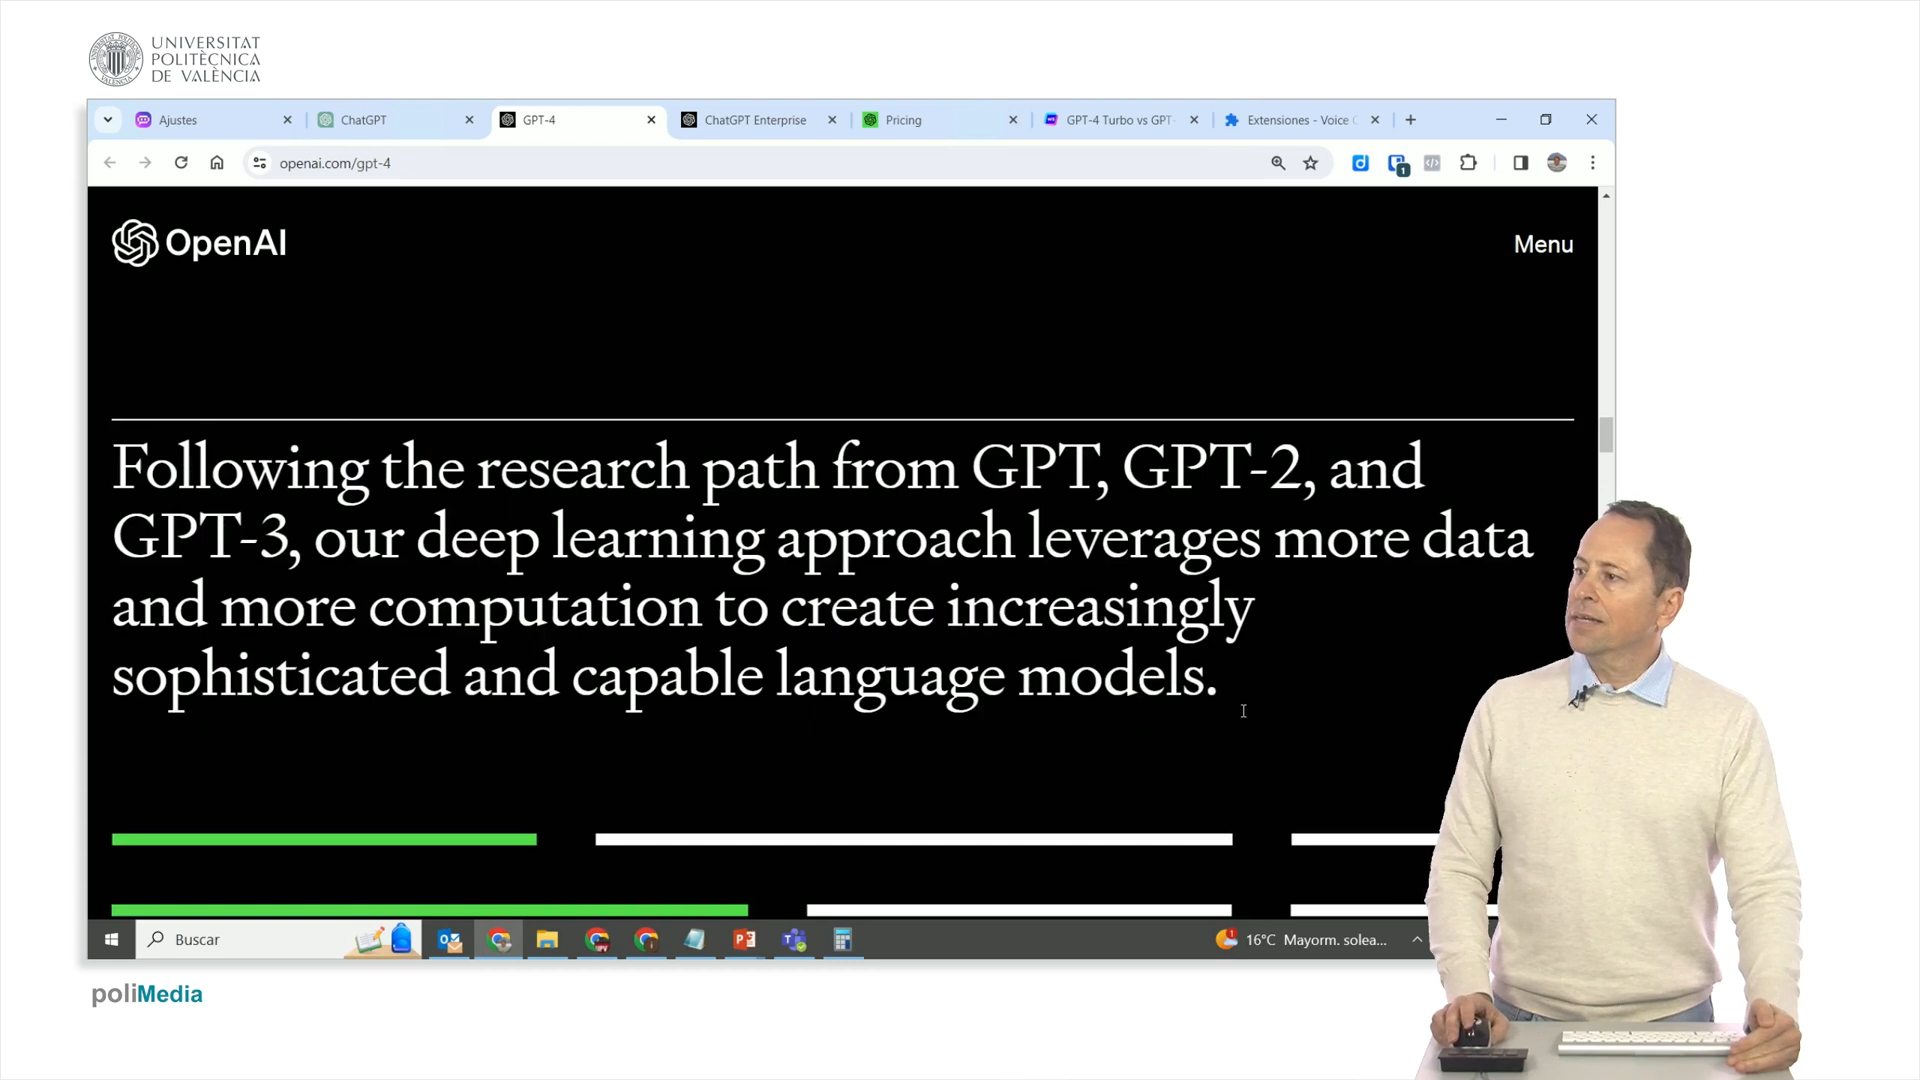 UNIVERSITAT
POLITÈCNICA
DE VALÈNCIA
Ajustes
ChatGPT
GPT-4
ChatGPT Enterprise
Pricing
GPT-4 Turbo vs GPT-
Extensiones - Voice
openai.com/gpt-4
1
OpenAI
Menu
Following the research path from GPT, GPT-2, and
GPT-3, our deep learning approach leverages more data
and more computation to create increasingly
sophisticated and capable language models.
Buscar
16°C Mayorm. solea...
poliMedia